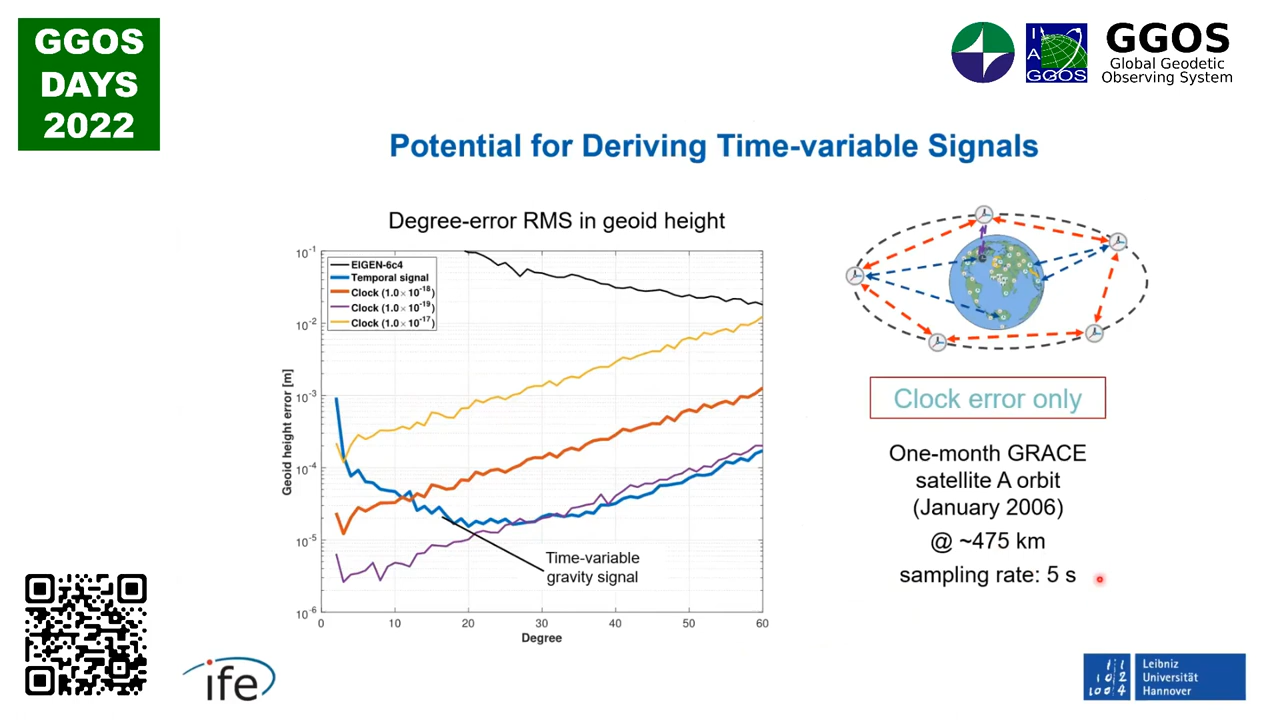 GGOS
DAYS
2022
I
A
G
GGOS
GGOS
Global Geodetic
Observing System
Potential for Deriving Time-variable Signals
Degree-error RMS in geoid height
EIGEN-6c4
Temporal signal
Clock (1.0×10^-18)
Clock (1.0×10^-19)
Clock (1.0×10^-17)
10^-1
10^-2
10^-3
10^-4
10^-5
10^-6
Geoid height error [m]
0 10 20 30 40 50 60
Degree
Time-variable
gravity signal
Clock error only
One-month GRACE
satellite A orbit
(January 2006)
@ ~475 km
sampling rate: 5 s
ife
Leibniz
Universität
Hannover